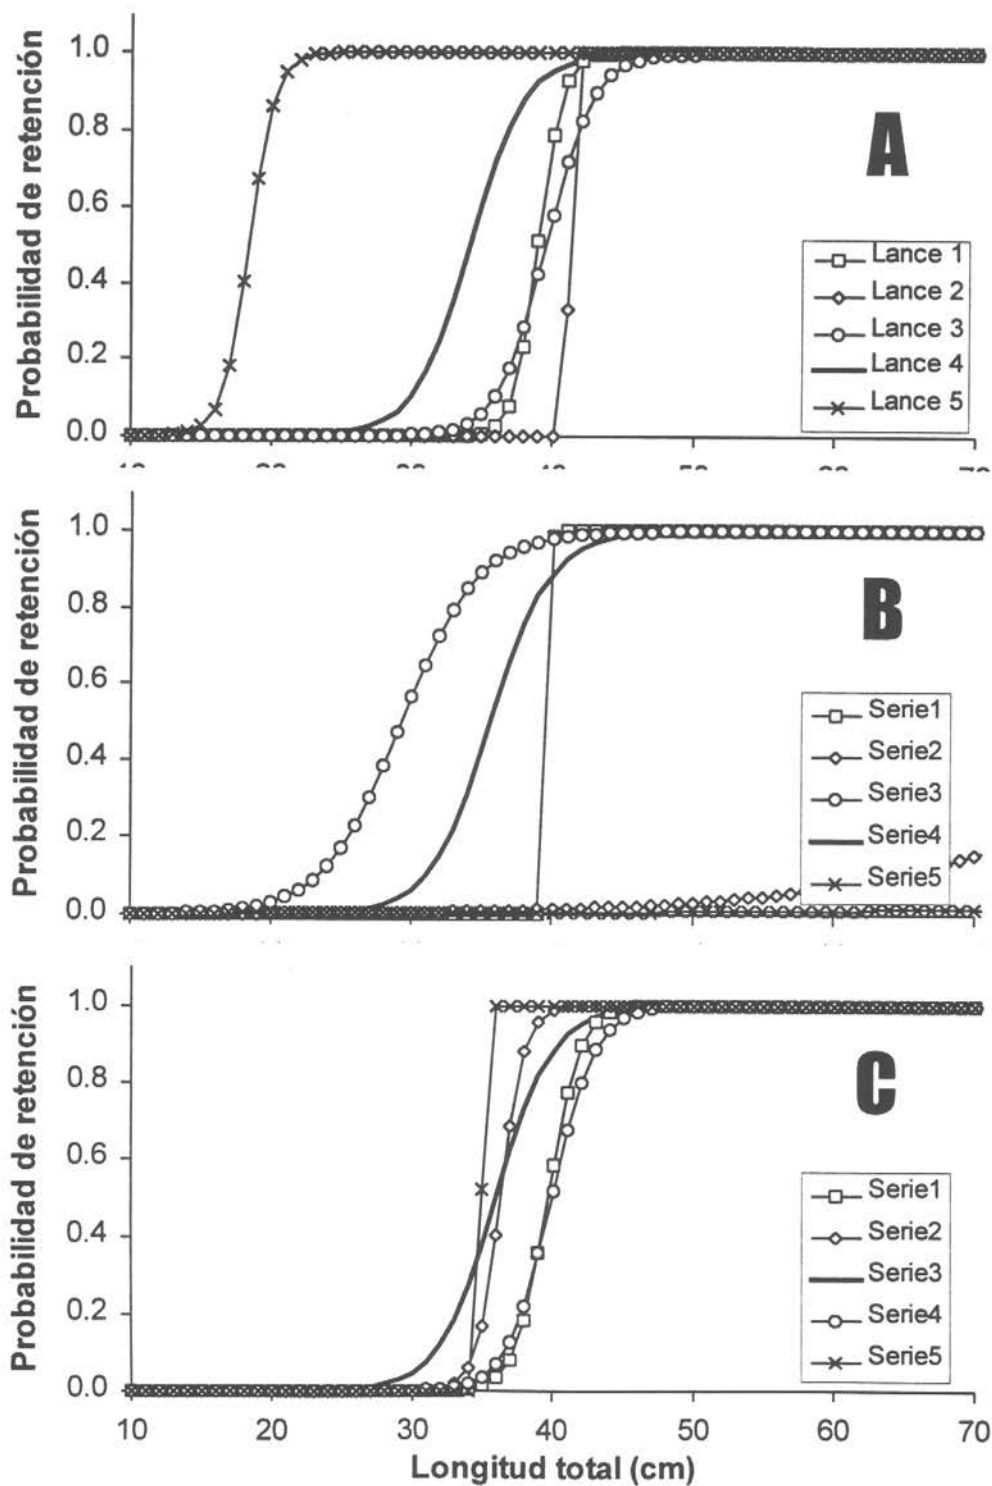 Probabilidad de retención
1.0
0.8
0.6
0.4
0.2
0.0
A
Lance 1
Lance 2
Lance 3
Lance 4
Lance 5
Probabilidad de retención
1.0
0.8
0.6
0.4
0.2
0.0
B
Serie1
Serie2
Serie3
Serie4
Serie5
Probabilidad de retención
1.0
0.8
0.6
0.4
0.2
0.0
C
Serie1
Serie2
Serie3
Serie4
Serie5
10 20 30 40 50 60 70
Longitud total (cm)